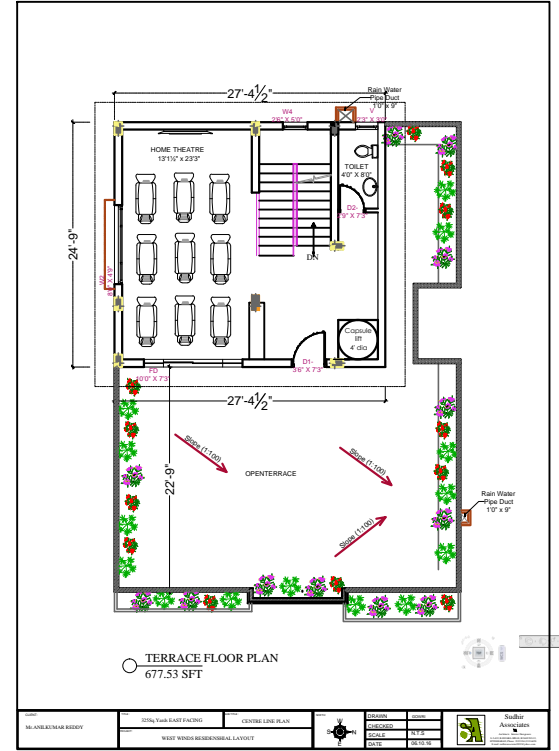 27'-4½"
Rain Water
Pipe Duct
1'0" x 9"
W4
2'6" X 5'0"
V
2'3" X 3'0"
HOME THEATRE
13'1½" x 23'3"
TOILET
4'0" X 8'0"
D2-
24'-9"
DN
Capsule
lift
4' dia
FD
10'0" X 7'3"
D1-
3'6" X 7'3"
27'-4½"
Slope (1:100)
Slope (1:100)
22'-9"
OPENTERRACE
Rain Water
Pipe Duct
1'0" x 9"
Slope (1:100)
TERRACE FLOOR PLAN
677.53 SFT
Mr.ANILKUMAR REDDY
325Sq.Yards EAST FACING
CENTRE LINE PLAN
WEST WINDS RESIDENSIAL LAYOUT
W
S N
E
DRAWN
CHECKED
SCALE N.T.S
DATE 06.10.16
Sudhir
Associates